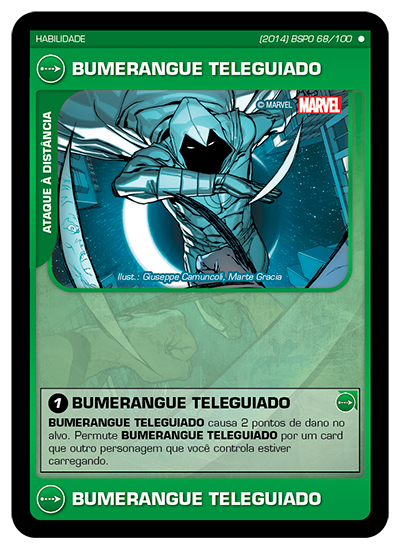 HABILIDADE (2014) BSPO 68/100
BUMERANGUE TELEGUIADO
© MARVEL MARVEL
ATAQUE À DISTÂNCIA
Ilust.: Giuseppe Camuncoli, Marte Gracia
1 BUMERANGUE TELEGUIADO
BUMERANGUE TELEGUIADO causa 2 pontos de dano no
alvo. Permute BUMERANGUE TELEGUIADO por um card
que outro personagem que você controla estiver
carregando.
BUMERANGUE TELEGUIADO